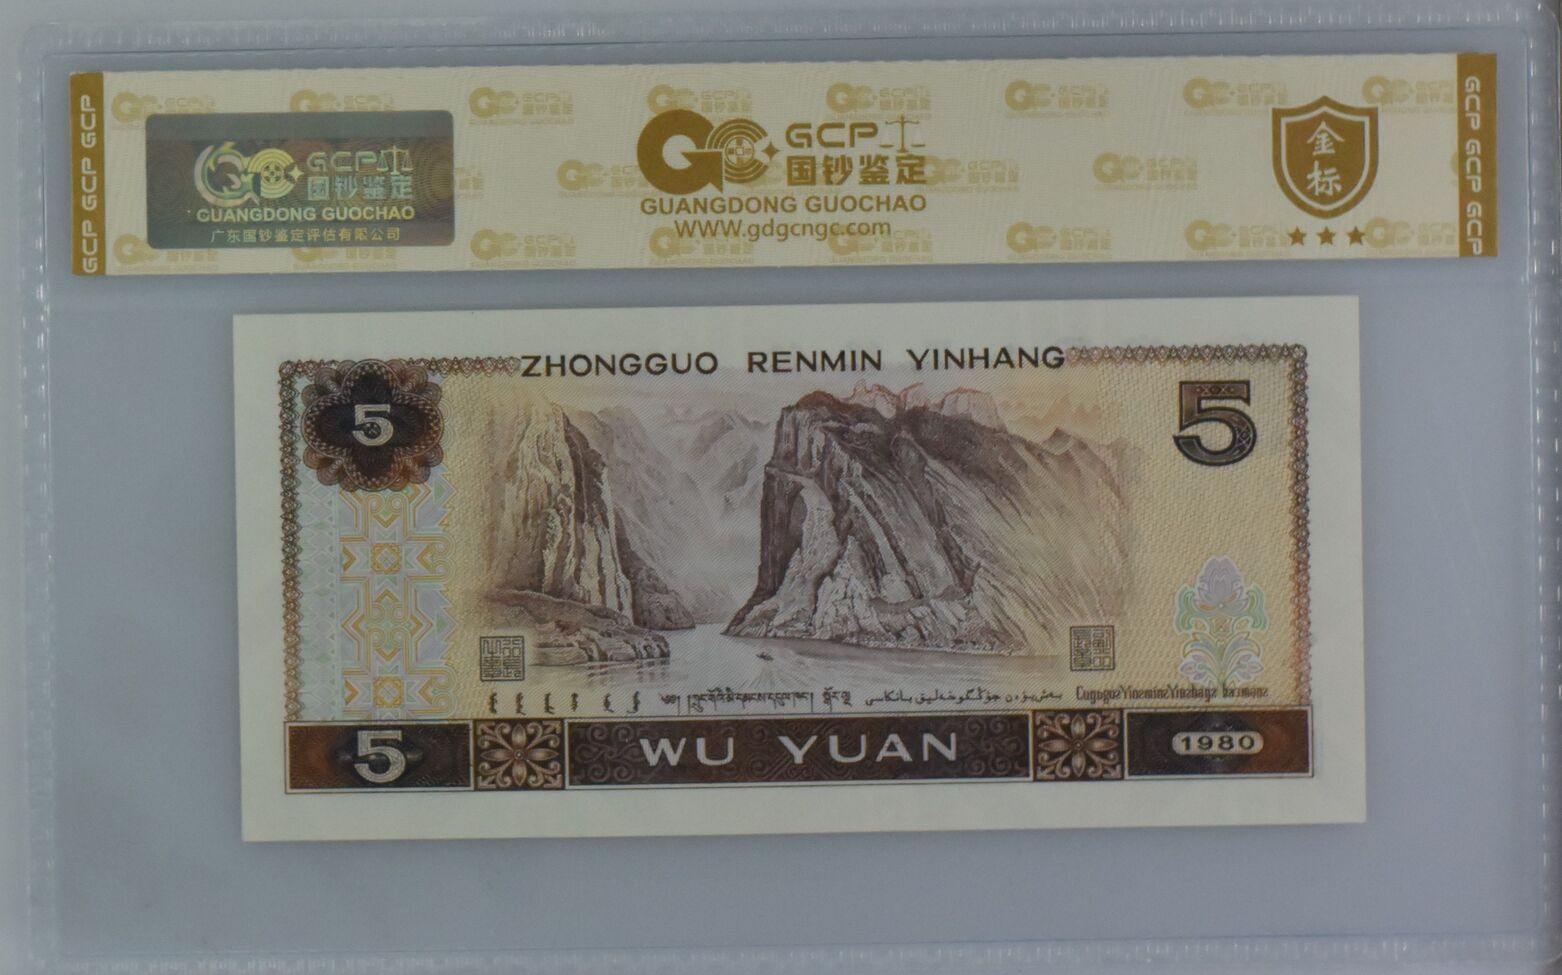 GCP GCP GCP
GCP
国钞鉴定
GUANGDONG GUOCHAO
广东国钞鉴定评估有限公司
GCP
国钞鉴定
GUANGDONG GUOCHAO
WWW.gdgcngc.com
金标
GCP GCP GCP
ZHONGGUO RENMIN YINHANG
5
5
5
WU YUAN
1980